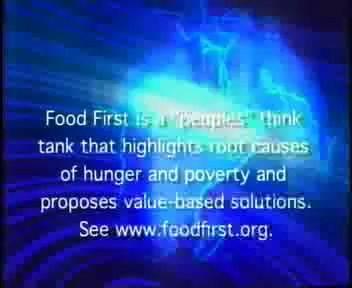 Food First is a "peoples'" think
tank that highlights root causes
of hunger and poverty and
proposes value-based solutions.
See www.foodfirst.org.